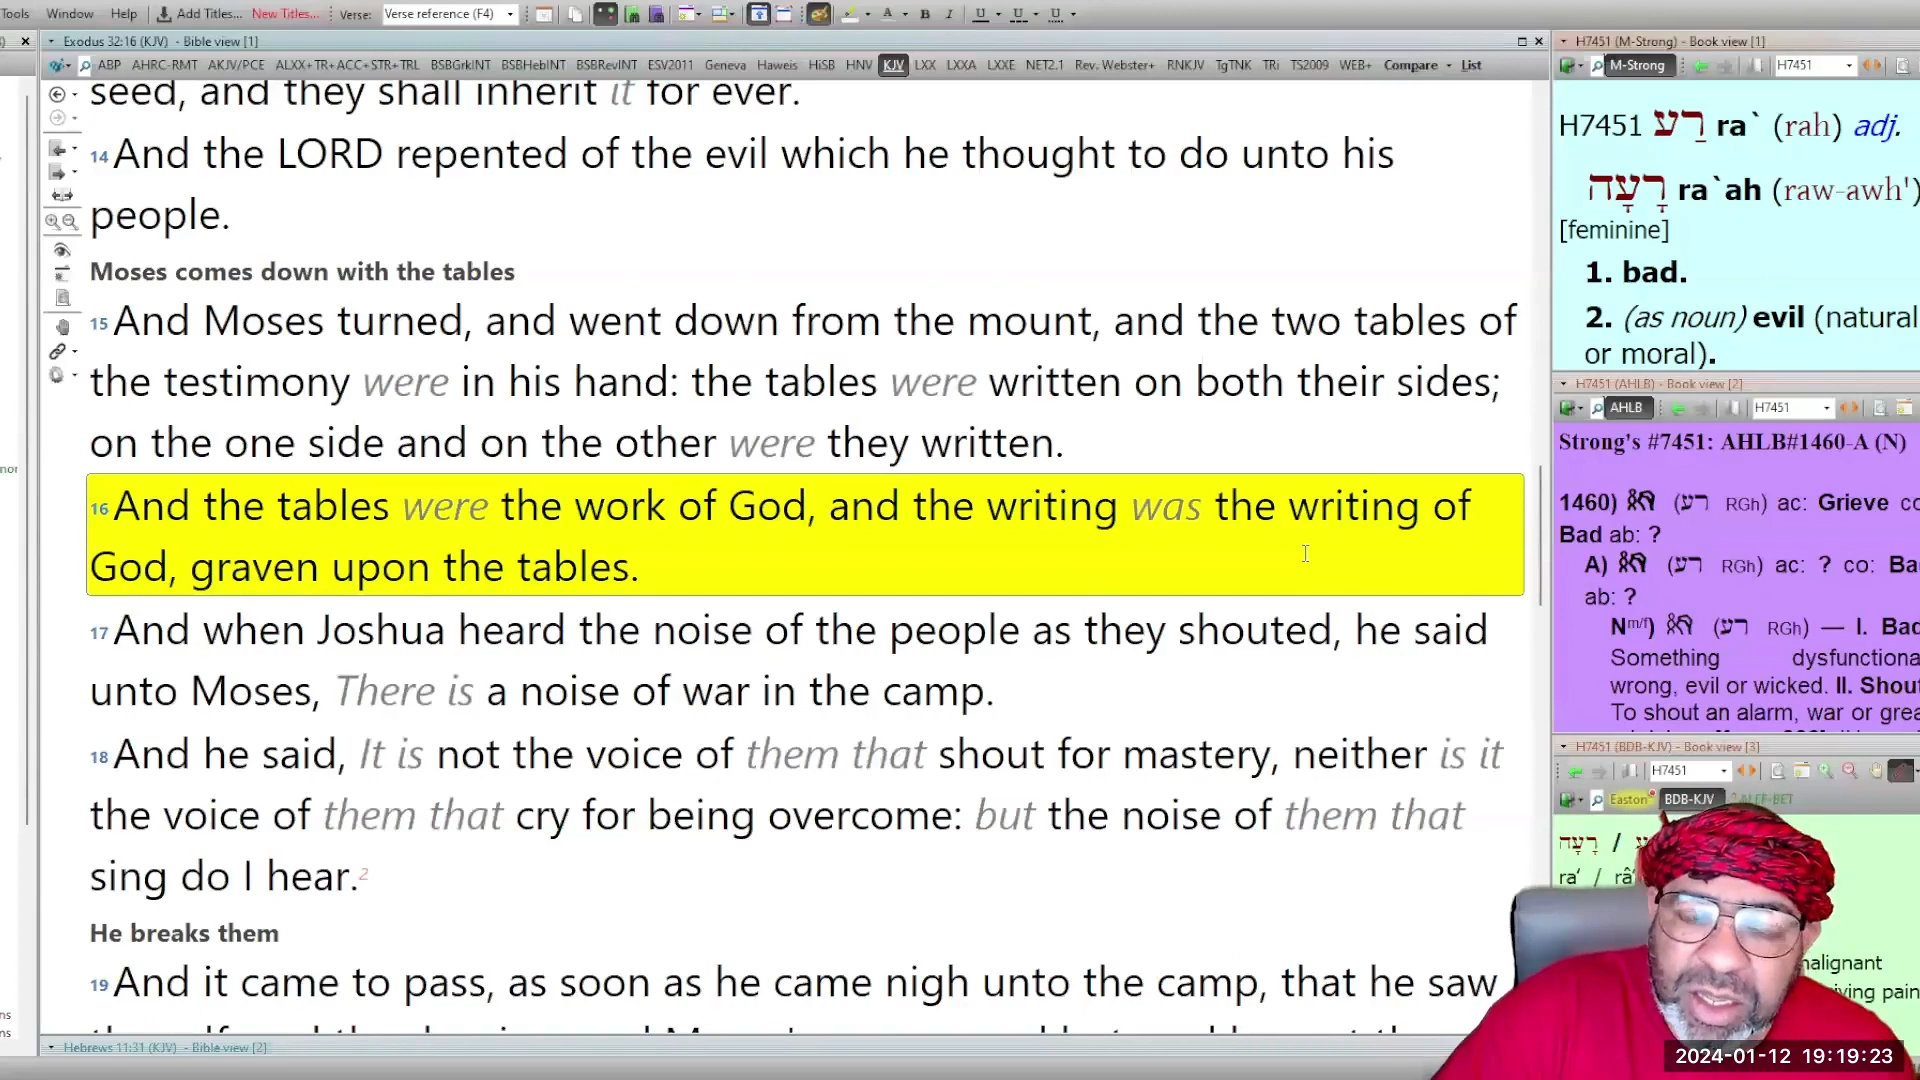 Tools Window Help Add Titles... New Titles... Verse: Verse reference (F4)
Exodus 32:16 (KJV) - Bible view [1]
ABP AHRC-RMT AKJV/PCE ALXX+TR+ACC+STR+TRL BSBGrkINT BSBHebINT BSBRevINT ESV2011 Geneva Haweis HiSB HNV KJV LXX LXXA LXXE NET2.1 Rev. Webster+ RNKJV TgTNK TRi TS2009 WEB+ Compare List
seed, and they shall inherit it for ever.
14 And the LORD repented of the evil which he thought to do unto his
people.
Moses comes down with the tables
15 And Moses turned, and went down from the mount, and the two tables of
the testimony were in his hand: the tables were written on both their sides;
on the one side and on the other were they written.
16 And the tables were the work of God, and the writing was the writing of
God, graven upon the tables.
17 And when Joshua heard the noise of the people as they shouted, he said
unto Moses, There is a noise of war in the camp.
18 And he said, It is not the voice of them that shout for mastery, neither is it
the voice of them that cry for being overcome: but the noise of them that
sing do I hear.2
He breaks them
19 And it came to pass, as soon as he came nigh unto the camp, that he saw
Hebrews 11:31 (KJV) - Bible view [2]
H7451 (M-Strong) - Book view [1]
M-Strong H7451
H7451 רַע ra` (rah) adj.
רָעָה ra`ah (raw-awh')
[feminine]
1. bad.
2. (as noun) evil (natural
or moral).
H7451 (AHLB) - Book view [2]
AHLB H7451
Strong's #7451: AHLB#1460-A (N)
1460) (רע RGh) ac: Grieve co
Bad ab: ?
A) (רע RGh) ac: ? co: Ba
ab: ?
Nm/f) (רע RGh) — I. Bad
Something dysfunctiona
wrong, evil or wicked. II. Shout
To shout an alarm, war or grea
H7451 (BDB-KJV) - Book view [3]
H7451
Easton BDB-KJV ALEF-BET
רָעָה /
ra‛ / râ‛
malignant
iving pain
2024-01-12 19:19:23